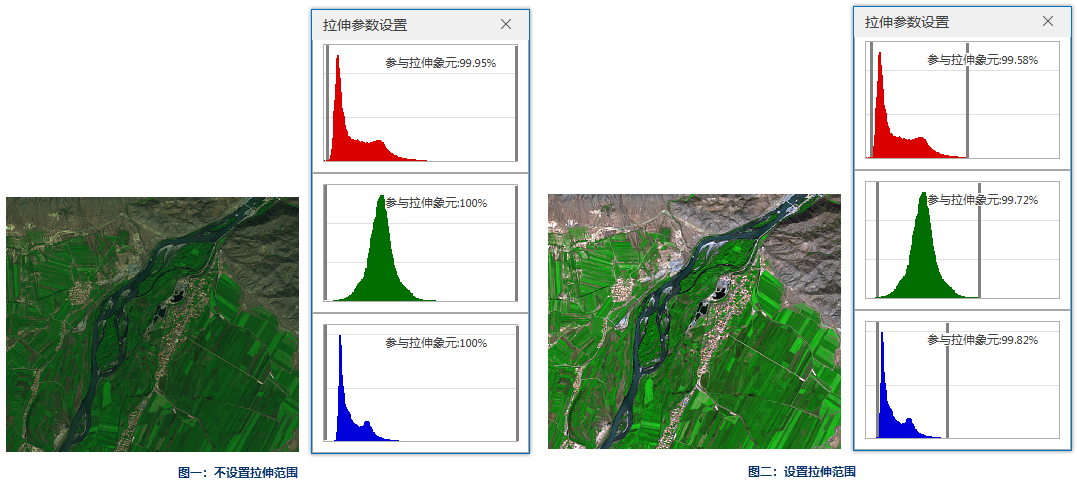 拉伸参数设置
参与拉伸象元:99.95%
参与拉伸象元:100%
参与拉伸象元:100%
图一：不设置拉伸范围
拉伸参数设置
参与拉伸象元:99.58%
参与拉伸象元:99.72%
参与拉伸象元:99.82%
图二：设置拉伸范围